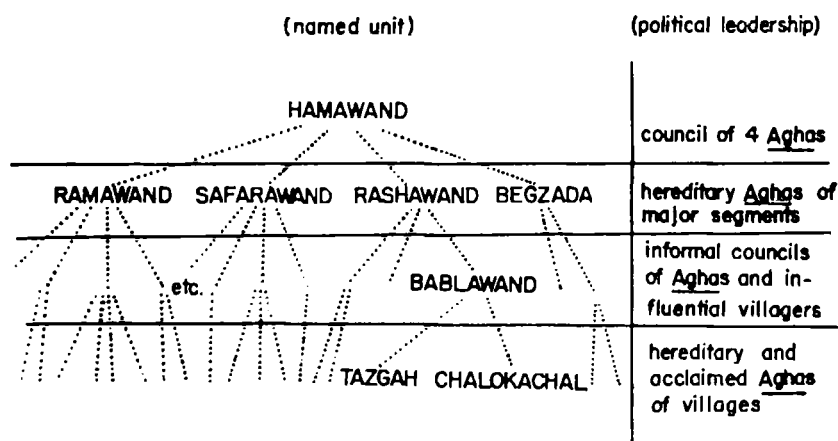 (named unit) (political leadership)
HAMAWAND
council of 4 Aghas
RAMAWAND SAFARAWAND RASHAWAND BEGZADA
hereditary Aghas of
major segments
etc. BABLAWAND
informal councils
of Aghas and in-
fluential villagers
TAZGAH CHALOKACHAL
hereditary and
acclaimed Aghas
of villages